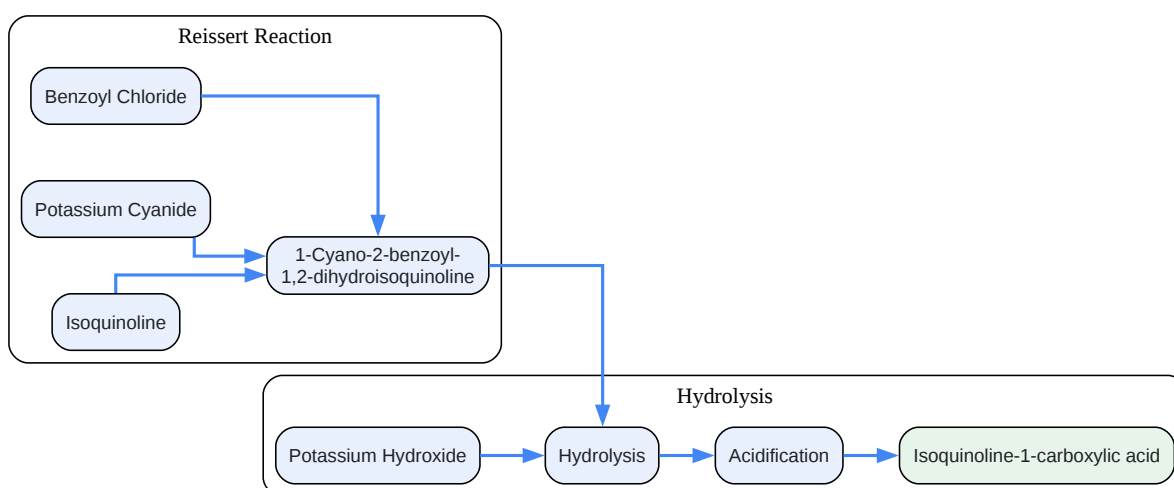 Reissert Reaction
Benzoyl Chloride
Potassium Cyanide
1-Cyano-2-benzoyl-
1,2-dihydroisoquinoline
Isoquinoline
Hydrolysis
Potassium Hydroxide
Hydrolysis
Acidification
Isoquinoline-1-carboxylic acid